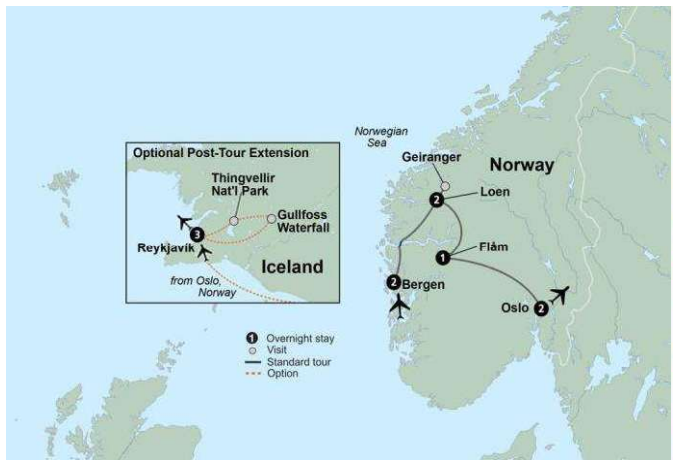 Optional Post-Tour Extension
Thingvellir
Nat'l Park
Gullfoss
Waterfall
3
Reykjavík
Iceland
from Oslo,
Norway
Norwegian
Sea
Geiranger
Norway
2
Loen
1
Flåm
2
Bergen
Oslo
2
1 Overnight stay
Visit
Standard tour
Option